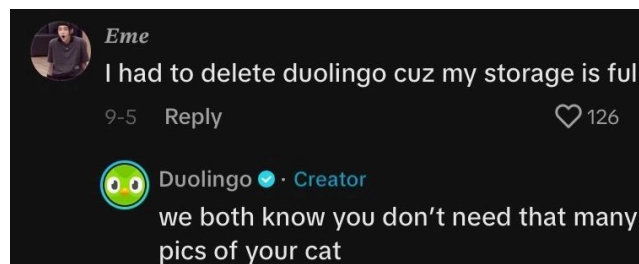 Eme
I had to delete duolingo cuz my storage is ful
9-5 Reply 126
Duolingo · Creator
we both know you don't need that many
pics of your cat